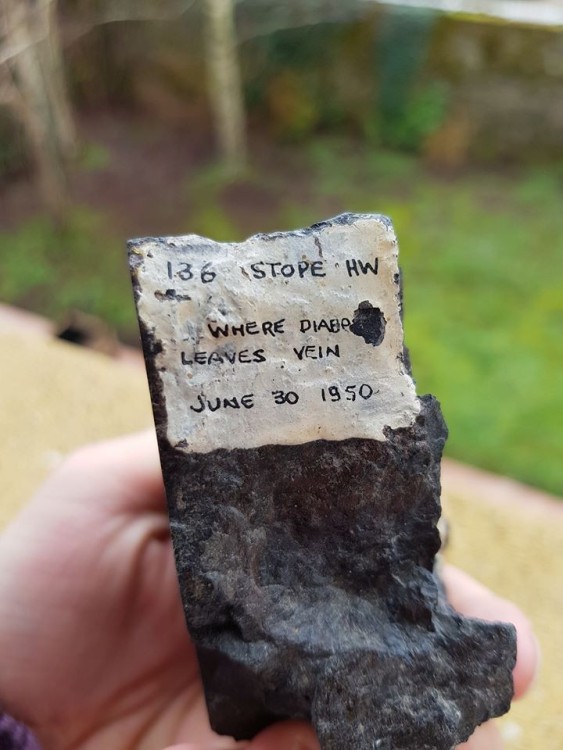 136 STOPE HW
WHERE
LEAVES VEIN
JUNE 30 1950